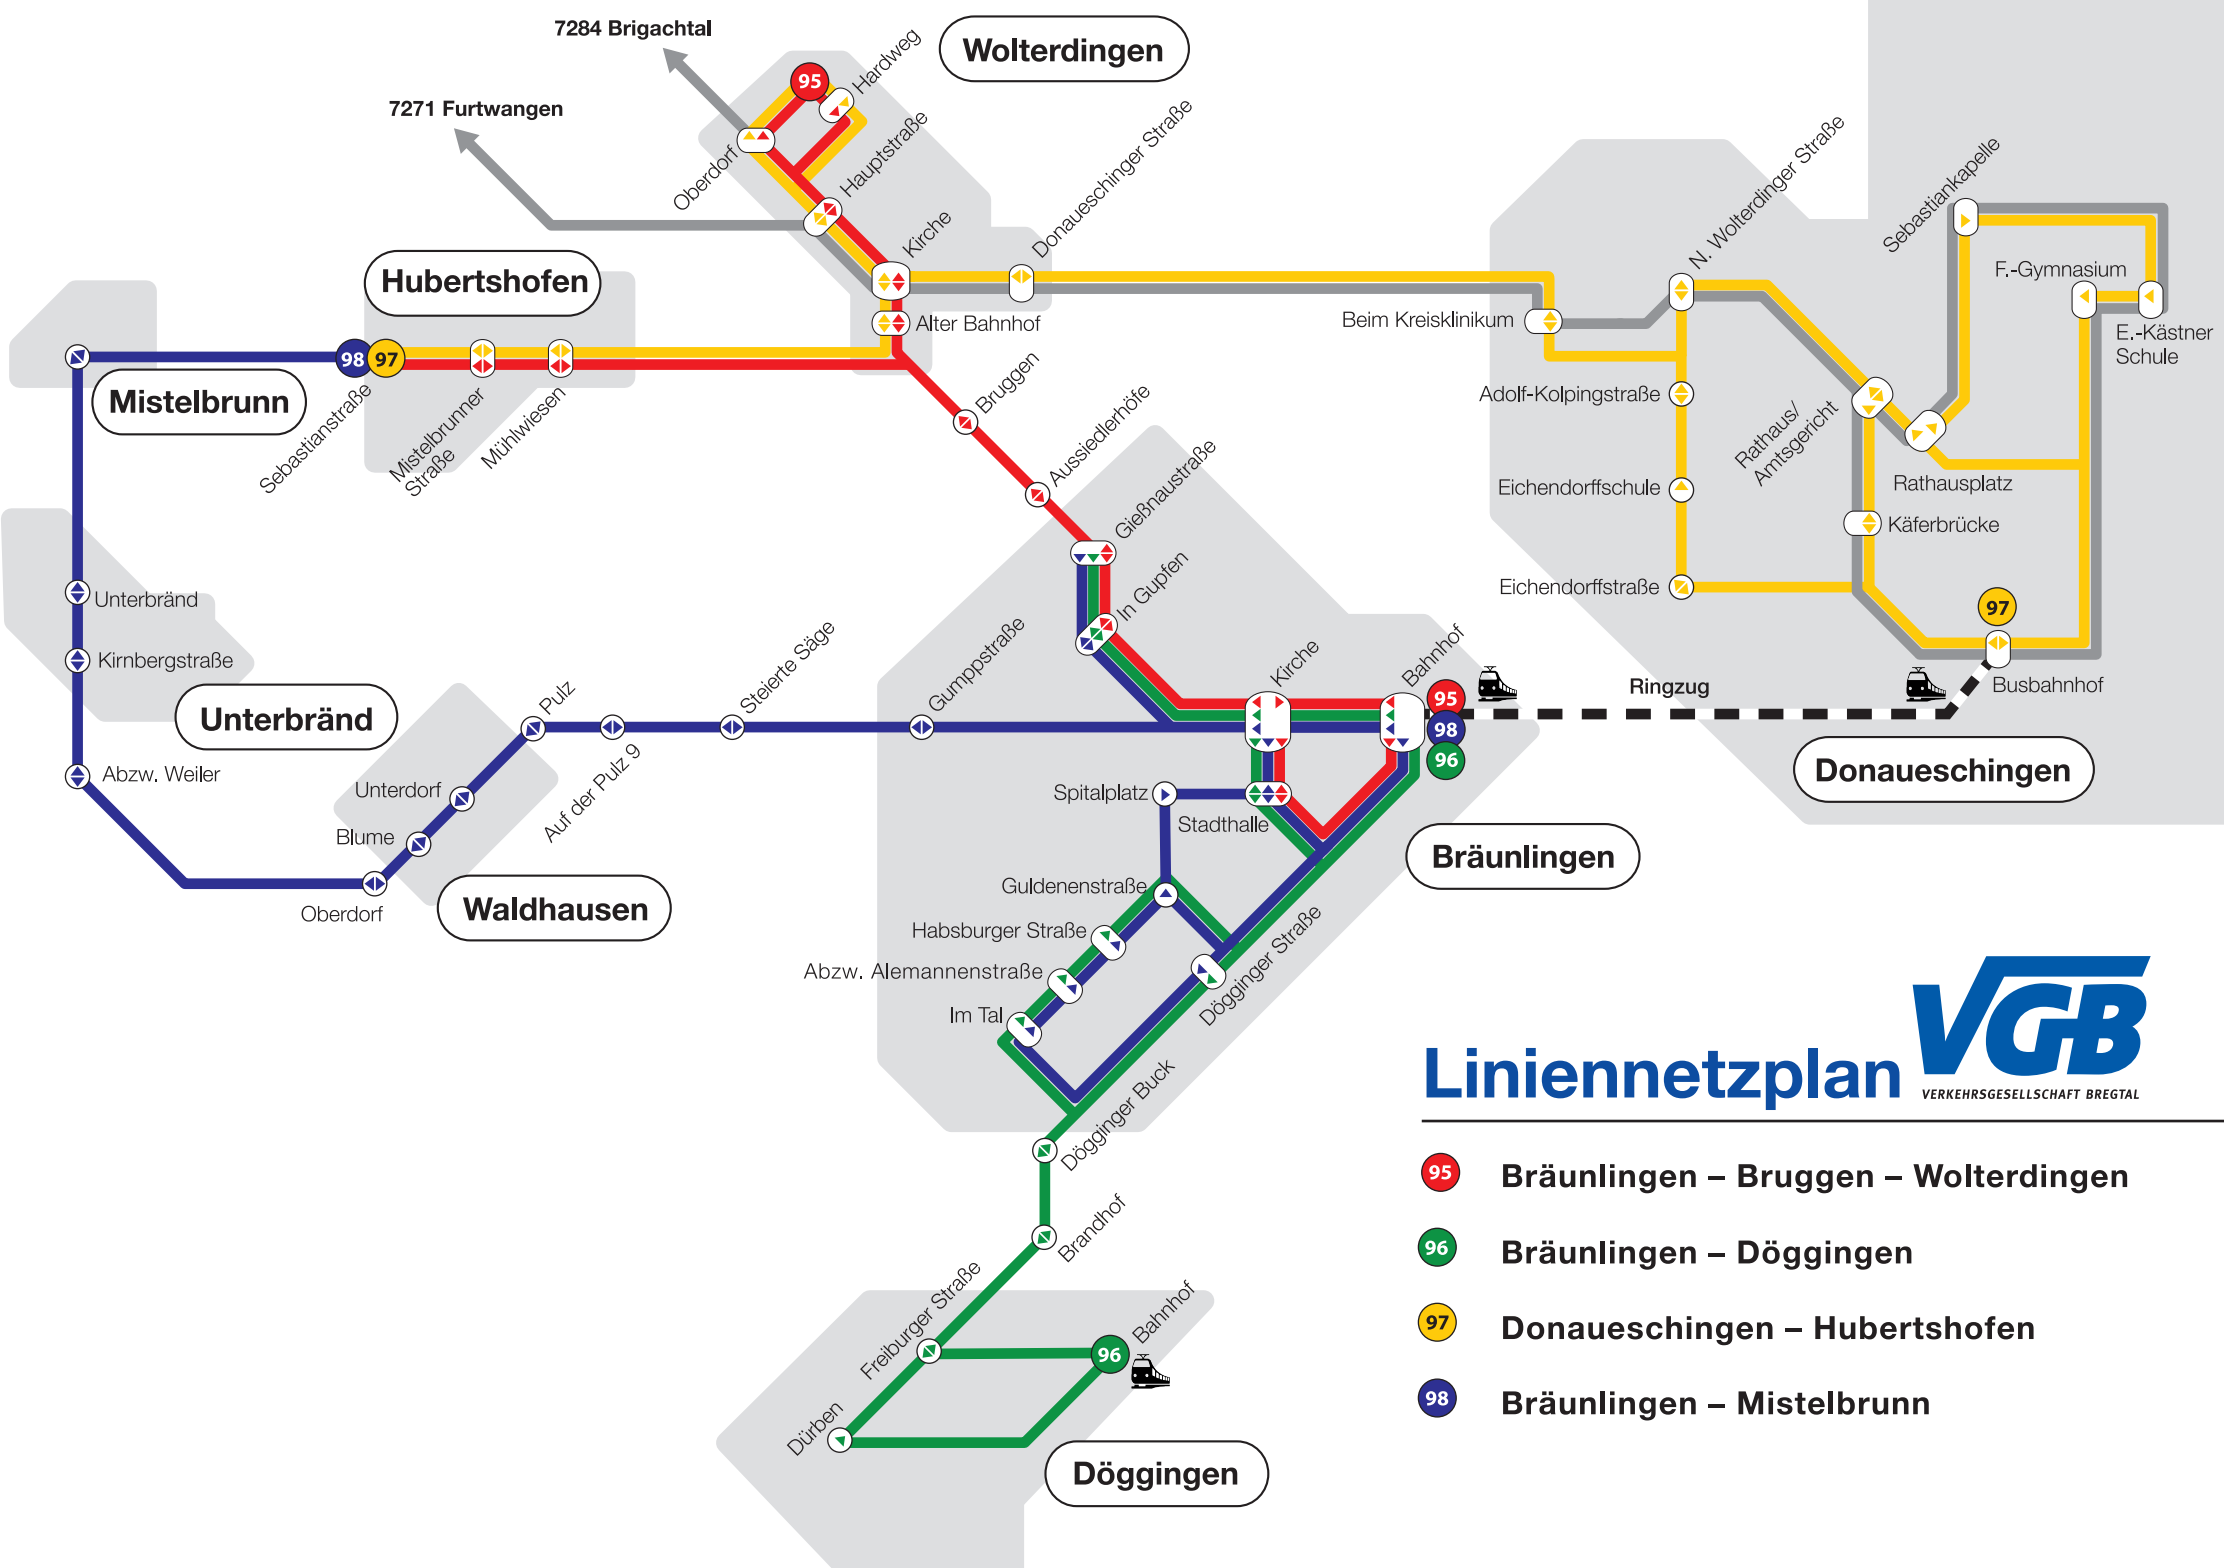 7284 Brigachtal
7271 Furtwangen
Wolterdingen
95
Hardweg
Oberdorf
Hauptstraße
Kirche
Donaueschinger Straße
Alter Bahnhof
Hubertshofen
98
97
Mistelbrunn
Sebastianstraße
Mistelbrunner
Straße
Mühlwiesen
Bruggen
Aussiedlerhöfe
Gießnaustraße
In Gupfen
Beim Kreisklinikum
N. Wolterdinger Straße
Sebastiankapelle
F.-Gymnasium
E.-Kästner
Schule
Adolf-Kolpingstraße
Rathaus/
Amtsgericht
Rathausplatz
Eichendorffschule
Käferbrücke
Eichendorffstraße
97
Busbahnhof
Ringzug
Donaueschingen
Unterbränd
Kirnbergstraße
Unterbränd
Abzw. Weiler
Oberdorf
Blume
Unterdorf
Pulz
Auf der Pulz 9
Steierte Säge
Gumppstraße
Waldhausen
Kirche
Bahnhof
95
98
96
Spitalplatz
Stadthalle
Bräunlingen
Guldenenstraße
Habsburger Straße
Abzw. Alemannenstraße
Im Tal
Dögginger Straße
Dögginger Buck
Brandhof
Freiburger Straße
Bahnhof
96
Dürben
Döggingen
Liniennetzplan
VGB
VERKEHRSGESELLSCHAFT BREGTAL
95 Bräunlingen – Bruggen – Wolterdingen
96 Bräunlingen – Döggingen
97 Donaueschingen – Hubertshofen
98 Bräunlingen – Mistelbrunn